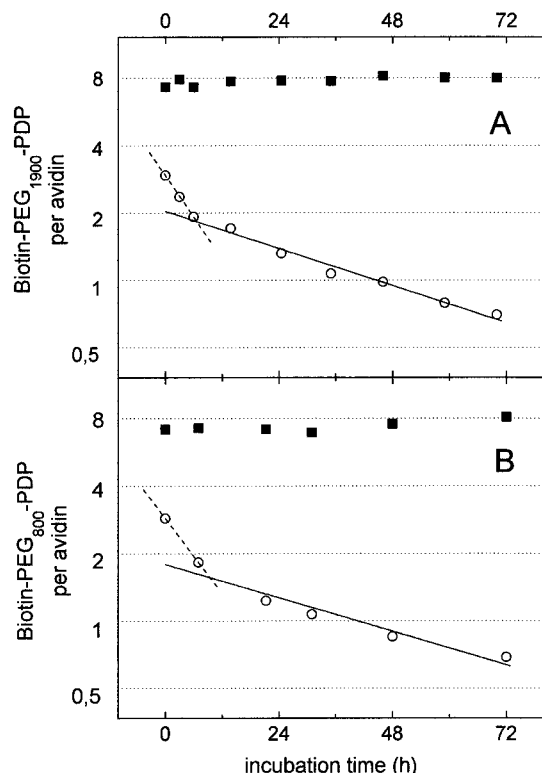 0 24 48 72
8
4
2
1
0,5
Biotin-PEG1900-PDP
per avidin
A
8
4
2
1
0,5
Biotin-PEG800-PDP
per avidin
B
0 24 48 72
incubation time (h)